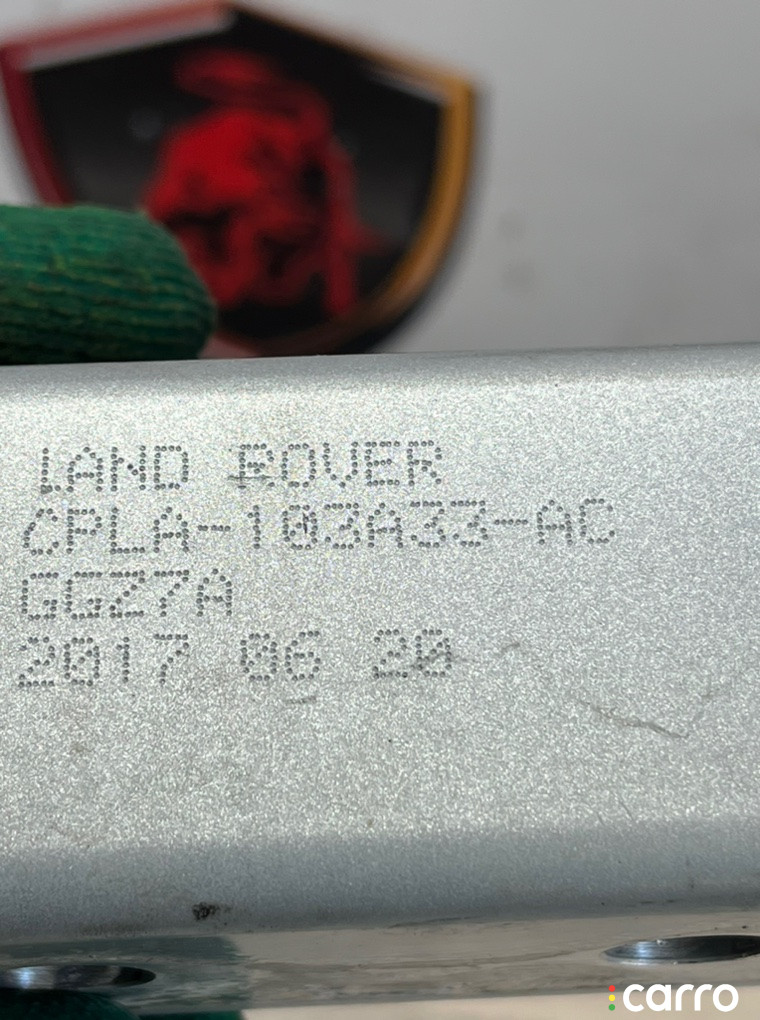 LAND ROVER
CPLA-103A33-AC
GGZ7A
2017 06 20
carro